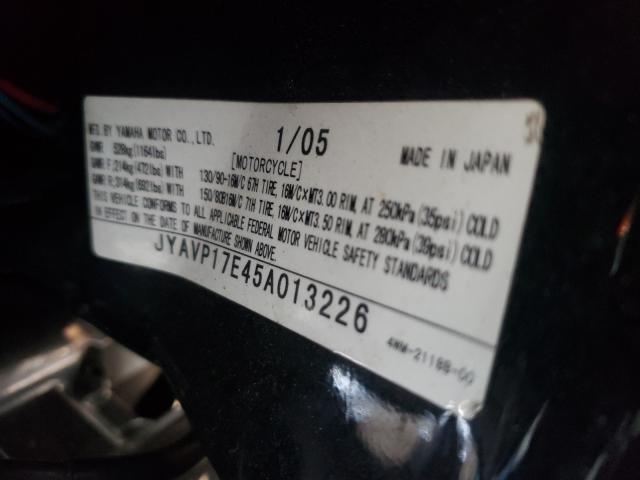 MFD.BY YAMAHA MOTOR CO.,LTD. 1/05 MADE IN JAPAN
GVWR 528kg(1164lbs) [MOTORCYCLE]
GAWR F:214kg(472lbs) WITH 130/90-16M/C 67H TIRE, 16M/C×MT3.00 RIM, AT 250kPa(35psi) COLD
GAWR R:314kg(692lbs) WITH 150/80B16M/C 71H TIRE, 16M/C×MT3.50 RIM, AT 280kPa(39psi) COLD
THIS VEHICLE CONFORMS TO ALL APPLICABLE FEDERAL MOTOR VEHICLE SAFETY STANDARDS
IN EFFECT ON THE DATE OF MANUFACTURE SHOWN ABOVE.
JYAVP17E45A013226
4WM-2118B-00